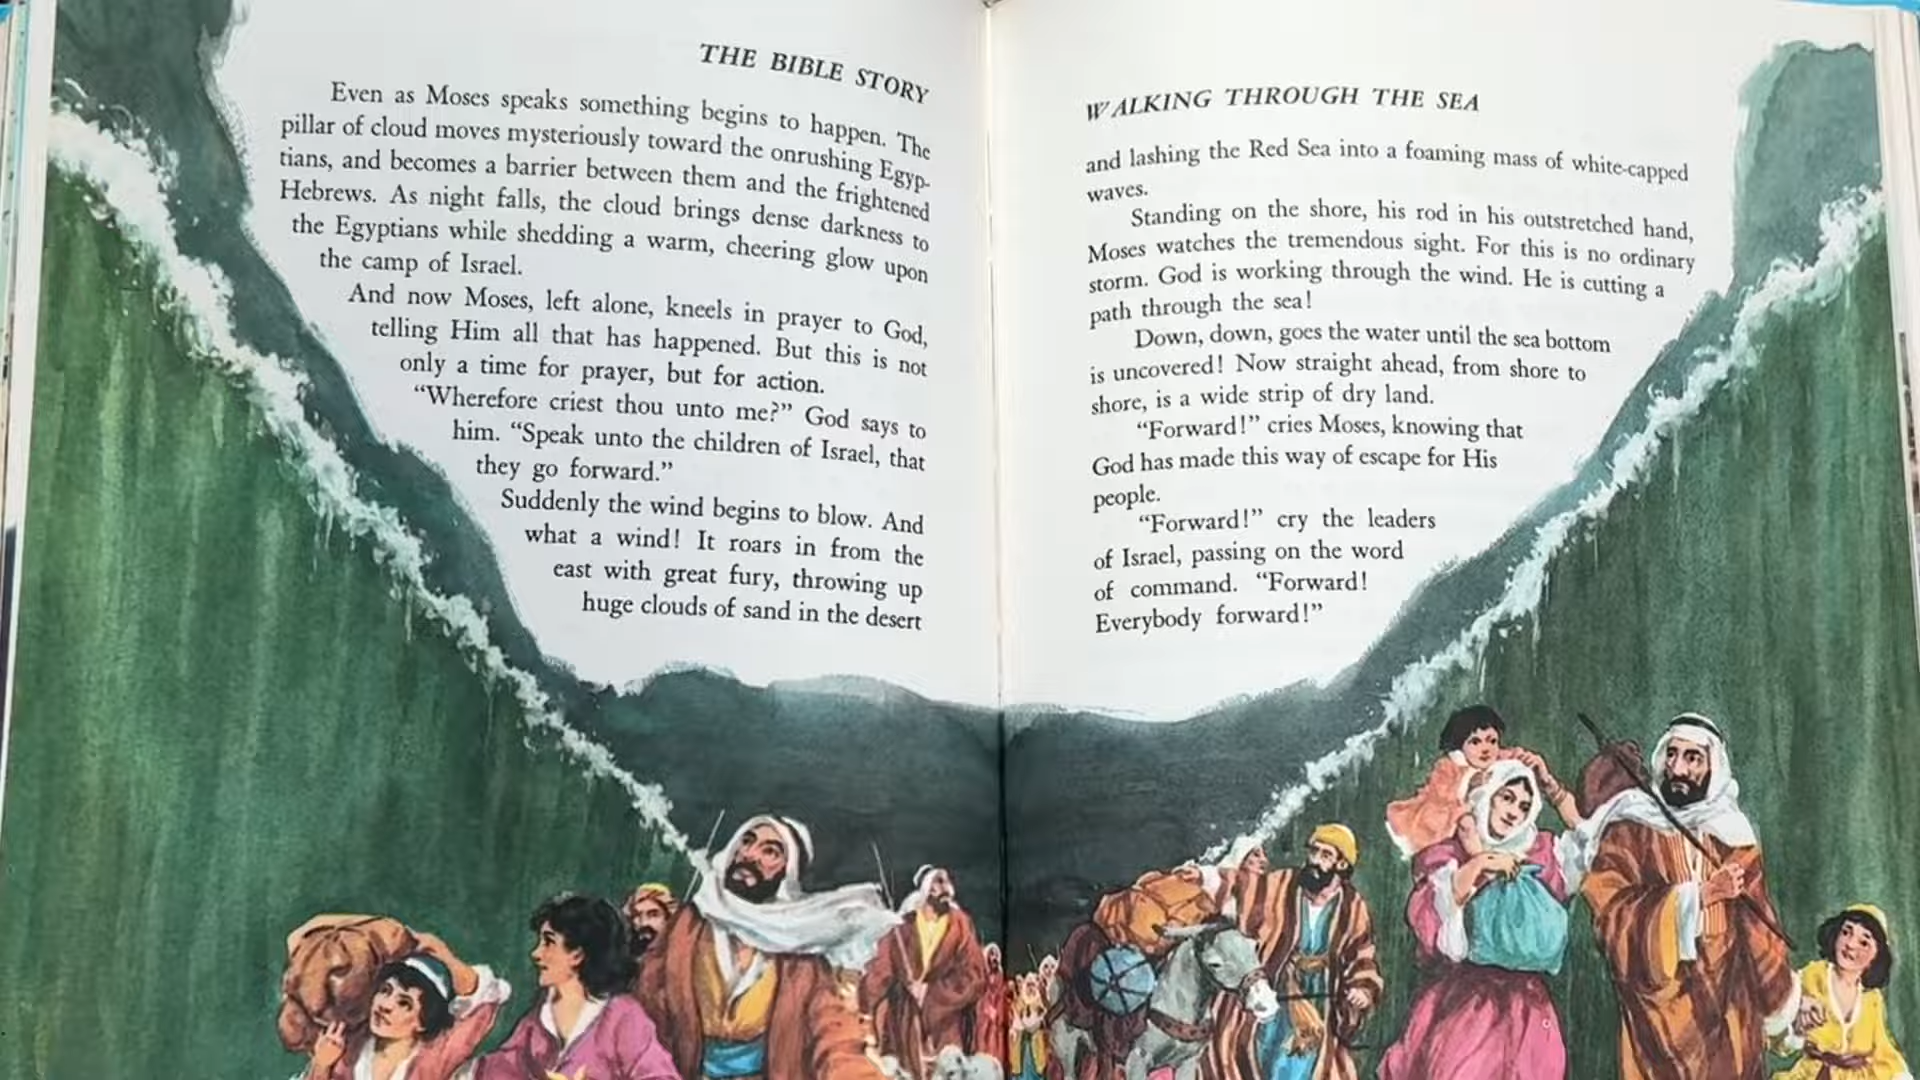 THE BIBLE STORY
Even as Moses speaks something begins to happen. The
pillar of cloud moves mysteriously toward the onrushing Egyp-
tians, and becomes a barrier between them and the frightened
Hebrews. As night falls, the cloud brings dense darkness to
the Egyptians while shedding a warm, cheering glow upon
the camp of Israel.
And now Moses, left alone, kneels in prayer to God,
telling Him all that has happened. But this is not
only a time for prayer, but for action.
“Wherefore criest thou unto me?” God says to
him. “Speak unto the children of Israel, that
they go forward.”
Suddenly the wind begins to blow. And
what a wind! It roars in from the
east with great fury, throwing up
huge clouds of sand in the desert
WALKING THROUGH THE SEA
and lashing the Red Sea into a foaming mass of white-capped
waves.
Standing on the shore, his rod in his outstretched hand,
Moses watches the tremendous sight. For this is no ordinary
storm. God is working through the wind. He is cutting a
path through the sea!
Down, down, goes the water until the sea bottom
is uncovered! Now straight ahead, from shore to
shore, is a wide strip of dry land.
“Forward!” cries Moses, knowing that
God has made this way of escape for His
people.
“Forward!” cry the leaders
of Israel, passing on the word
of command. “Forward!
Everybody forward!”